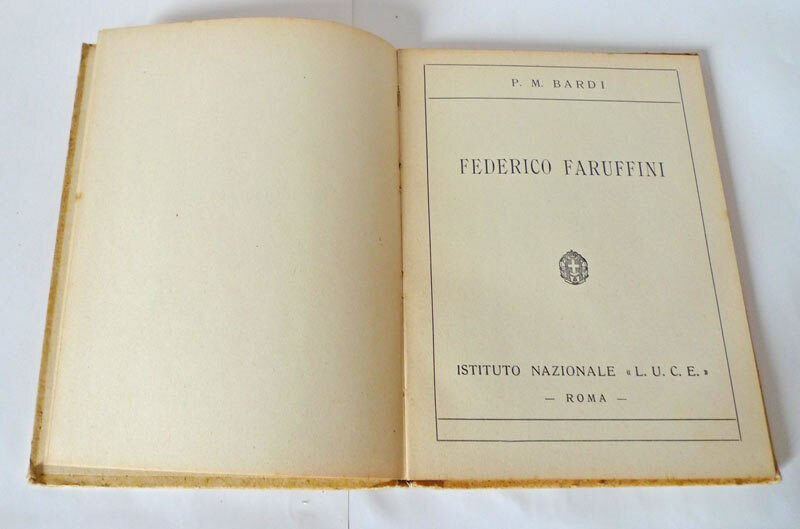 P. M. BARDI
FEDERICO FARUFFINI
ISTITUTO NAZIONALE « L. U. C. E. »
— ROMA —